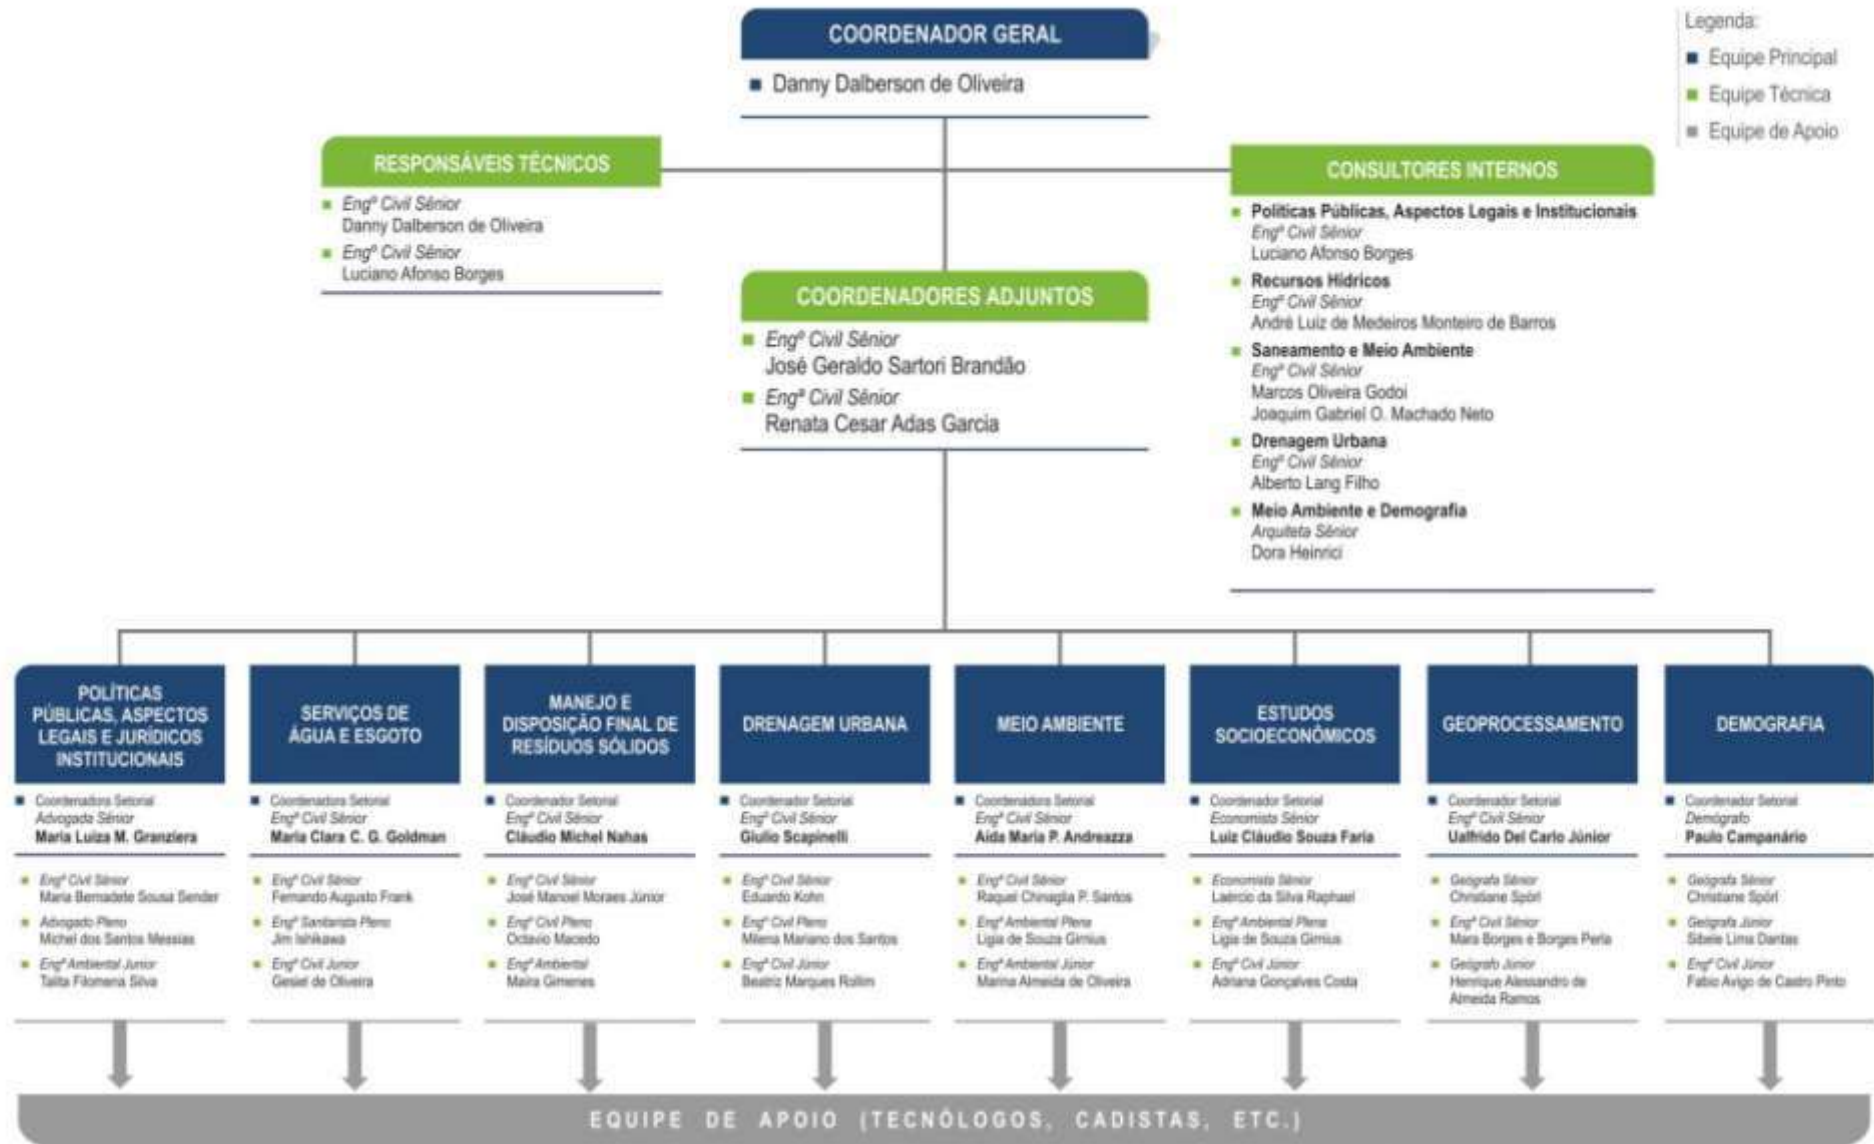 COORDENADOR GERAL
Danny Dalberson de Oliveira
Legenda:
Equipe Principal
Equipe Técnica
Equipe de Apoio
RESPONSÁVEIS TÉCNICOS
Engº Civil Sênior
Danny Dalberson de Oliveira
Engº Civil Sênior
Luciano Afonso Borges
CONSULTORES INTERNOS
Políticas Públicas, Aspectos Legais e Institucionais
Engº Civil Sênior
Luciano Afonso Borges
Recursos Hídricos
Engº Civil Sênior
André Luiz de Medeiros Monteiro de Barros
Saneamento e Meio Ambiente
Engº Civil Sênior
Marcos Oliveira Godoi
Joaquim Gabriel O. Machado Neto
Drenagem Urbana
Engº Civil Sênior
Alberto Lang Filho
Meio Ambiente e Demografia
Arquiteta Sênior
Dora Heinrici
COORDENADORES ADJUNTOS
Engº Civil Sênior
José Geraldo Sartori Brandão
Engª Civil Sênior
Renata Cesar Adas Garcia
POLÍTICAS
PÚBLICAS, ASPECTOS
LEGAIS E JURÍDICOS
INSTITUCIONAIS
Coordenadora Setorial
Advogada Sênior
Maria Luiza M. Granziera
Engª Civil Sênior
Maria Bernadete Sousa Sender
Advogado Pleno
Michel dos Santos Messias
Engª Ambiental Junior
Talita Filomena Silva
SERVIÇOS DE
ÁGUA E ESGOTO
Coordenadora Setorial
Engª Civil Sênior
Maria Clara C. G. Goldman
Engº Civil Sênior
Fernando Augusto Frank
Engº Sanitarista Pleno
Jim Ishikawa
Engº Civil Junior
Gesiel de Oliveira
MANEJO E
DISPOSIÇÃO FINAL DE
RESÍDUOS SÓLIDOS
Coordenador Setorial
Engº Civil Sênior
Cláudio Michel Nahas
Engº Civil Sênior
José Manoel Moraes Júnior
Engº Civil Pleno
Octavio Macedo
Engª Ambiental
Maíra Gimenes
DRENAGEM URBANA
Coordenador Setorial
Engº Civil Sênior
Giulio Scapinelli
Engº Civil Sênior
Eduardo Kohn
Engª Civil Pleno
Milena Mariano dos Santos
Engª Civil Júnior
Beatriz Marques Rollim
MEIO AMBIENTE
Coordenadora Setorial
Engª Civil Sênior
Aída Maria P. Andreazza
Engª Civil Sênior
Raquel Chinaglia P. Santos
Engª Ambiental Plena
Ligia de Souza Girnius
Engª Ambiental Júnior
Marina Almeida de Oliveira
ESTUDOS
SOCIOECONÔMICOS
Coordenador Setorial
Economista Sênior
Luiz Cláudio Souza Faria
Economista Sênior
Laércio da Silva Raphael
Engª Ambiental Plena
Ligia de Souza Girnius
Engª Civil Júnior
Adriana Gonçalves Costa
GEOPROCESSAMENTO
Coordenador Setorial
Engº Civil Sênior
Ualfrido Del Carlo Júnior
Geógrafa Sênior
Christiane Spörl
Engª Civil Sênior
Mara Borges e Borges Perla
Geógrafo Júnior
Henrique Alessandro de
Almeida Ramos
DEMOGRAFIA
Coordenador Setorial
Demógrafo
Paulo Campanário
Geógrafa Sênior
Christiane Spörl
Geógrafa Júnior
Sibele Lima Dantas
Engº Civil Júnior
Fabio Avigo de Castro Pinto
EQUIPE DE APOIO (TECNÓLOGOS, CADISTAS, ETC.)